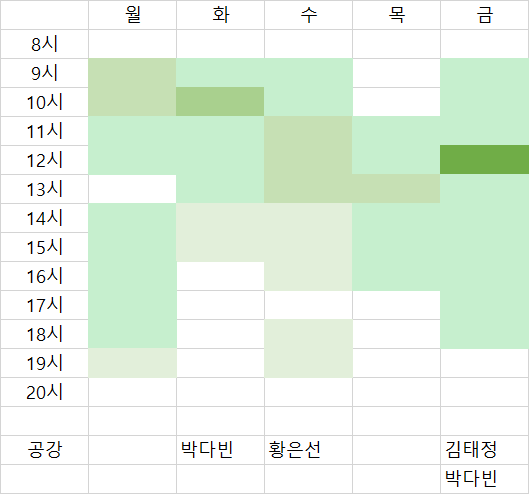 월 화 수 목 금
8시
9시
10시
11시
12시
13시
14시
15시
16시
17시
18시
19시
20시
공강 박다빈 황은선 김태정
박다빈